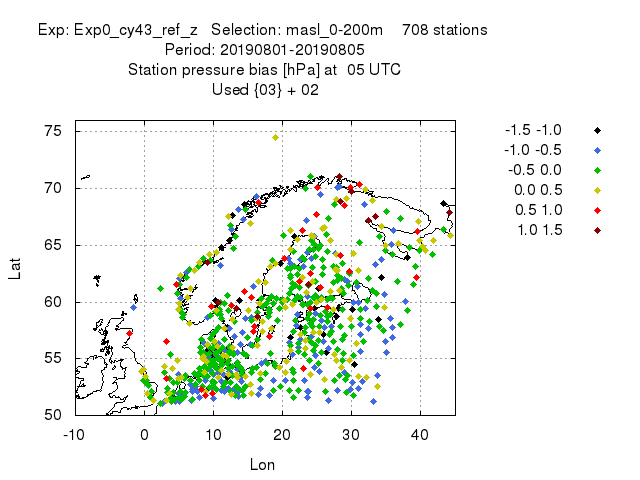 Exp: Exp0_cy43_ref_z   Selection: masl_0-200m    708 stations
Period: 20190801-20190805
Station pressure bias [hPa] at  05 UTC
Used {03} + 02
-1.5 -1.0
-1.0 -0.5
-0.5 0.0
0.0 0.5
0.5 1.0
1.0 1.5
75
70
65
60
55
50
Lat
-10 0 10 20 30 40
Lon